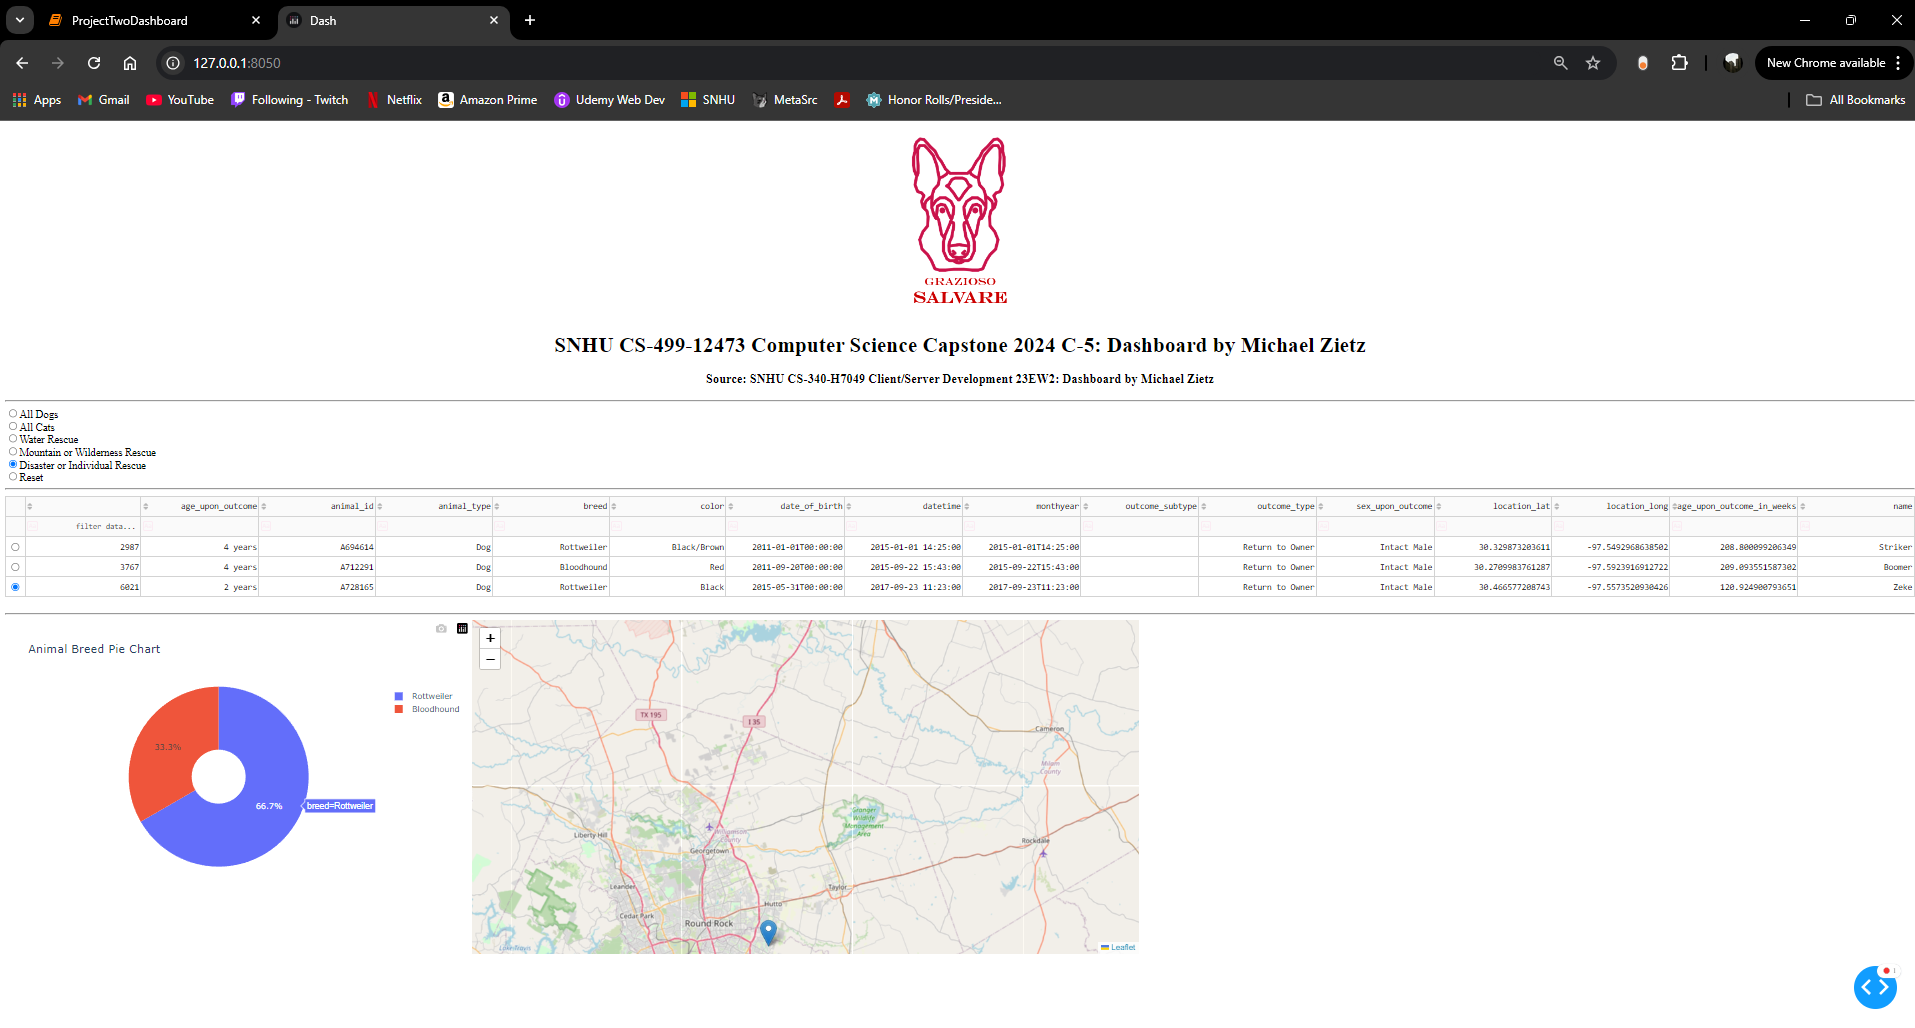 ProjectTwoDashboard
Dash
127.0.0.1:8050
New Chrome available
Apps
Gmail
YouTube
Following - Twitch
Netflix
Amazon Prime
Udemy Web Dev
SNHU
MetaSrc
Honor Rolls/Preside...
All Bookmarks
GRAZIOSO
SALVARE
SNHU CS-499-12473 Computer Science Capstone 2024 C-5: Dashboard by Michael Zietz
Source: SNHU CS-340-H7049 Client/Server Development 23EW2: Dashboard by Michael Zietz
All Dogs
All Cats
Water Rescue
Mountain or Wilderness Rescue
Disaster or Individual Rescue
Reset
age_upon_outcome animal_id animal_type breed color date_of_birth datetime monthyear outcome_subtype outcome_type sex_upon_outcome location_lat location_long age_upon_outcome_in_weeks name
filter data...
2987 4 years A694614 Dog Rottweiler Black/Brown 2011-01-01T00:00:00 2015-01-01 14:25:00 2015-01-01T14:25:00 Return to Owner Intact Male 30.329873203611 -97.5492968638502 208.800099206349 Striker
3767 4 years A712291 Dog Bloodhound Red 2011-09-20T00:00:00 2015-09-22 15:43:00 2015-09-22T15:43:00 Return to Owner Intact Male 30.2709983761287 -97.5923916912722 209.093551587302 Boomer
6021 2 years A728165 Dog Rottweiler Black 2015-05-31T00:00:00 2017-09-23 11:23:00 2017-09-23T11:23:00 Return to Owner Intact Male 30.466577208743 -97.5573520930426 120.924900793651 Zeke
Animal Breed Pie Chart
Rottweiler
Bloodhound
33.3%
66.7%
breed=Rottweiler
+
−
TX 195
I 35
Cameron
Milam
County
Granger
Wildlife
Management
Area
Liberty Hill
Williamson
County
Georgetown
Rockdale
Leander
Taylor
Hutto
Cedar Park
Round Rock
Lake Travis
Leaflet